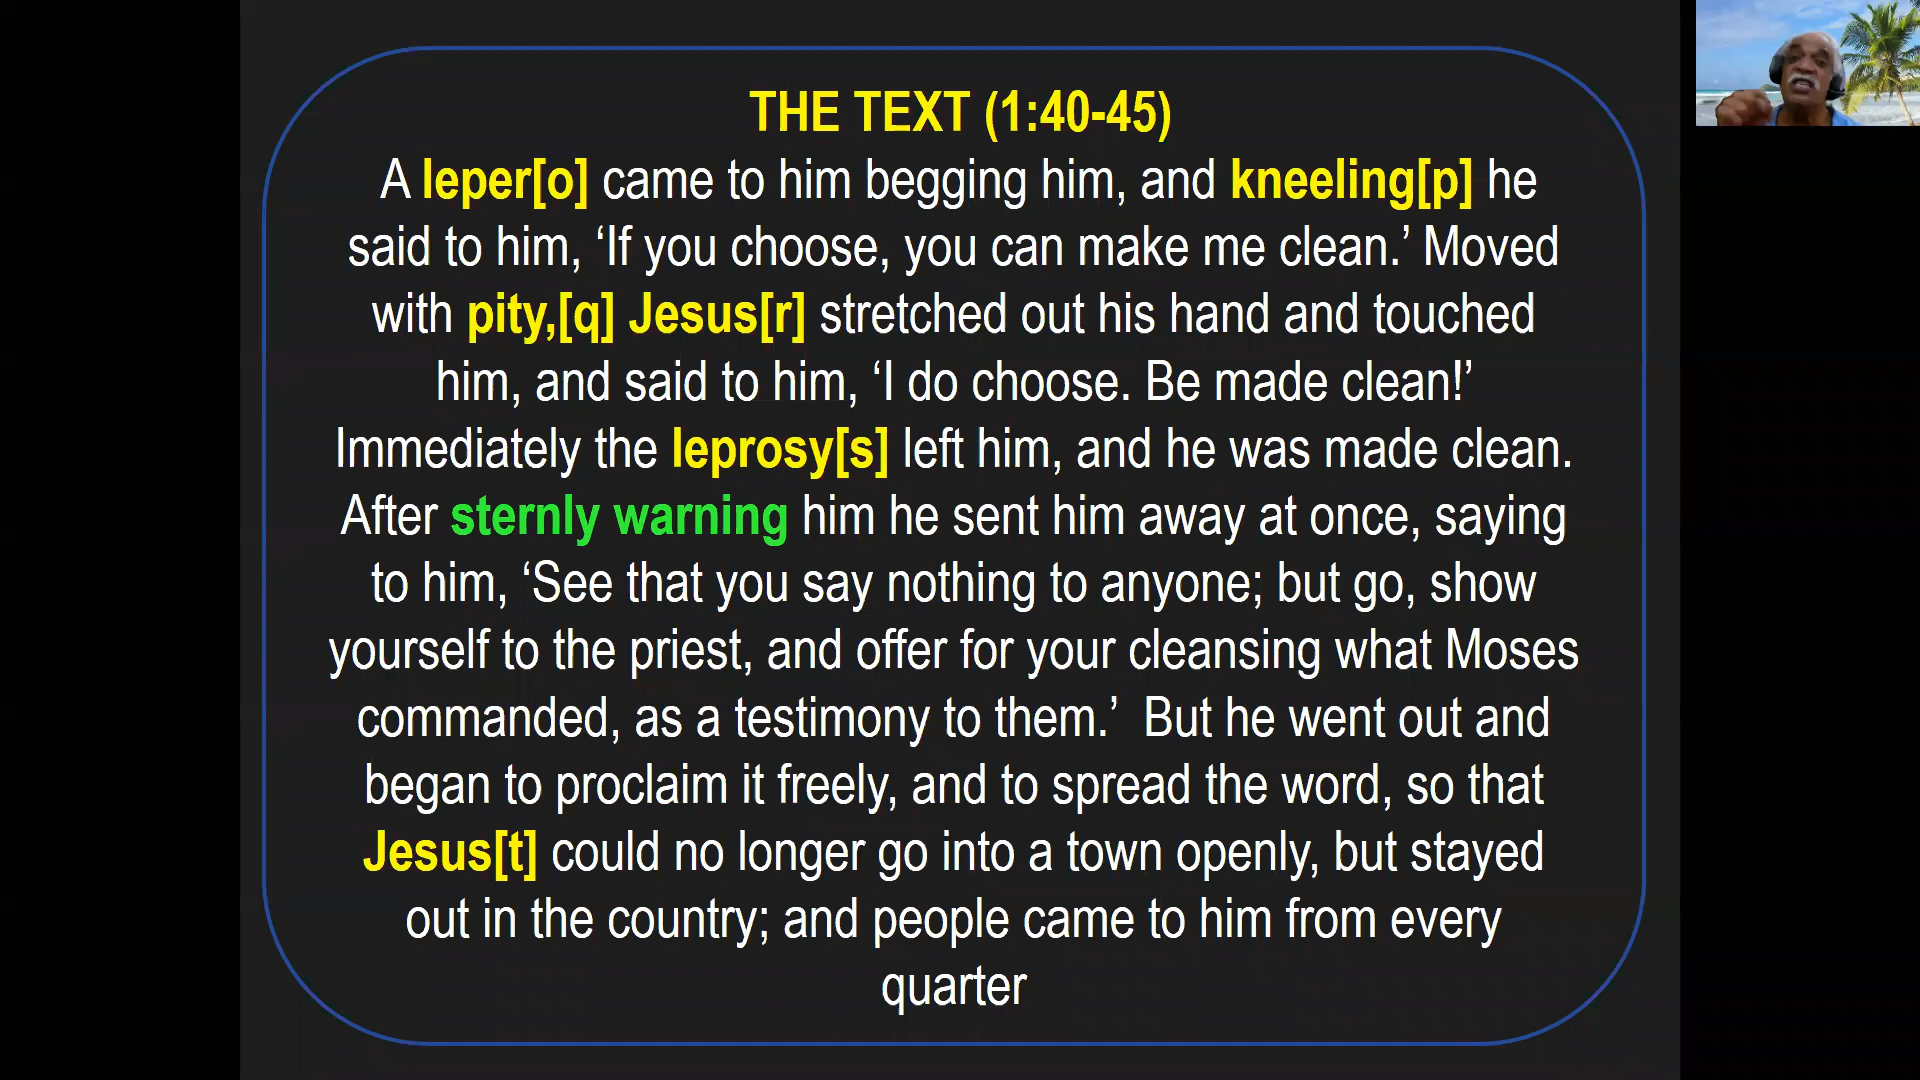 THE TEXT (1:40-45)
A leper[o] came to him begging him, and kneeling[p] he
said to him, ‘If you choose, you can make me clean.’ Moved
with pity,[q] Jesus[r] stretched out his hand and touched
him, and said to him, ‘I do choose. Be made clean!’
Immediately the leprosy[s] left him, and he was made clean.
After sternly warning him he sent him away at once, saying
to him, ‘See that you say nothing to anyone; but go, show
yourself to the priest, and offer for your cleansing what Moses
commanded, as a testimony to them.’  But he went out and
began to proclaim it freely, and to spread the word, so that
Jesus[t] could no longer go into a town openly, but stayed
out in the country; and people came to him from every
quarter